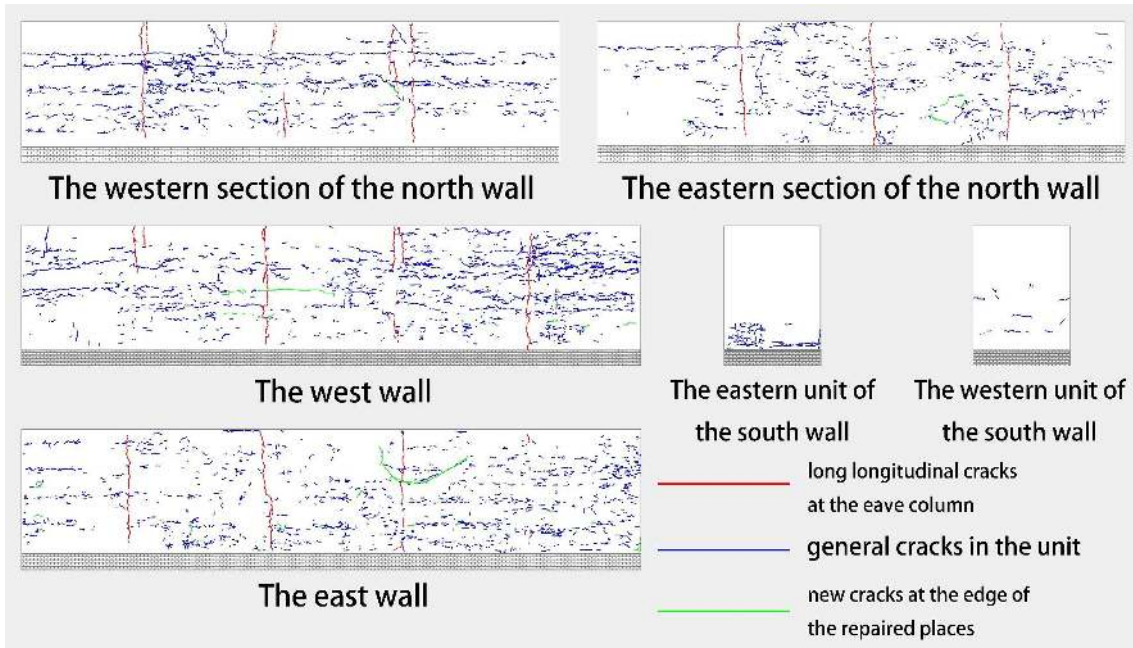 The western section of the north wall
The eastern section of the north wall
The west wall
The eastern unit of
the south wall
The western unit of
the south wall
The east wall
long longitudinal cracks
at the eave column
general cracks in the unit
new cracks at the edge of
the repaired places